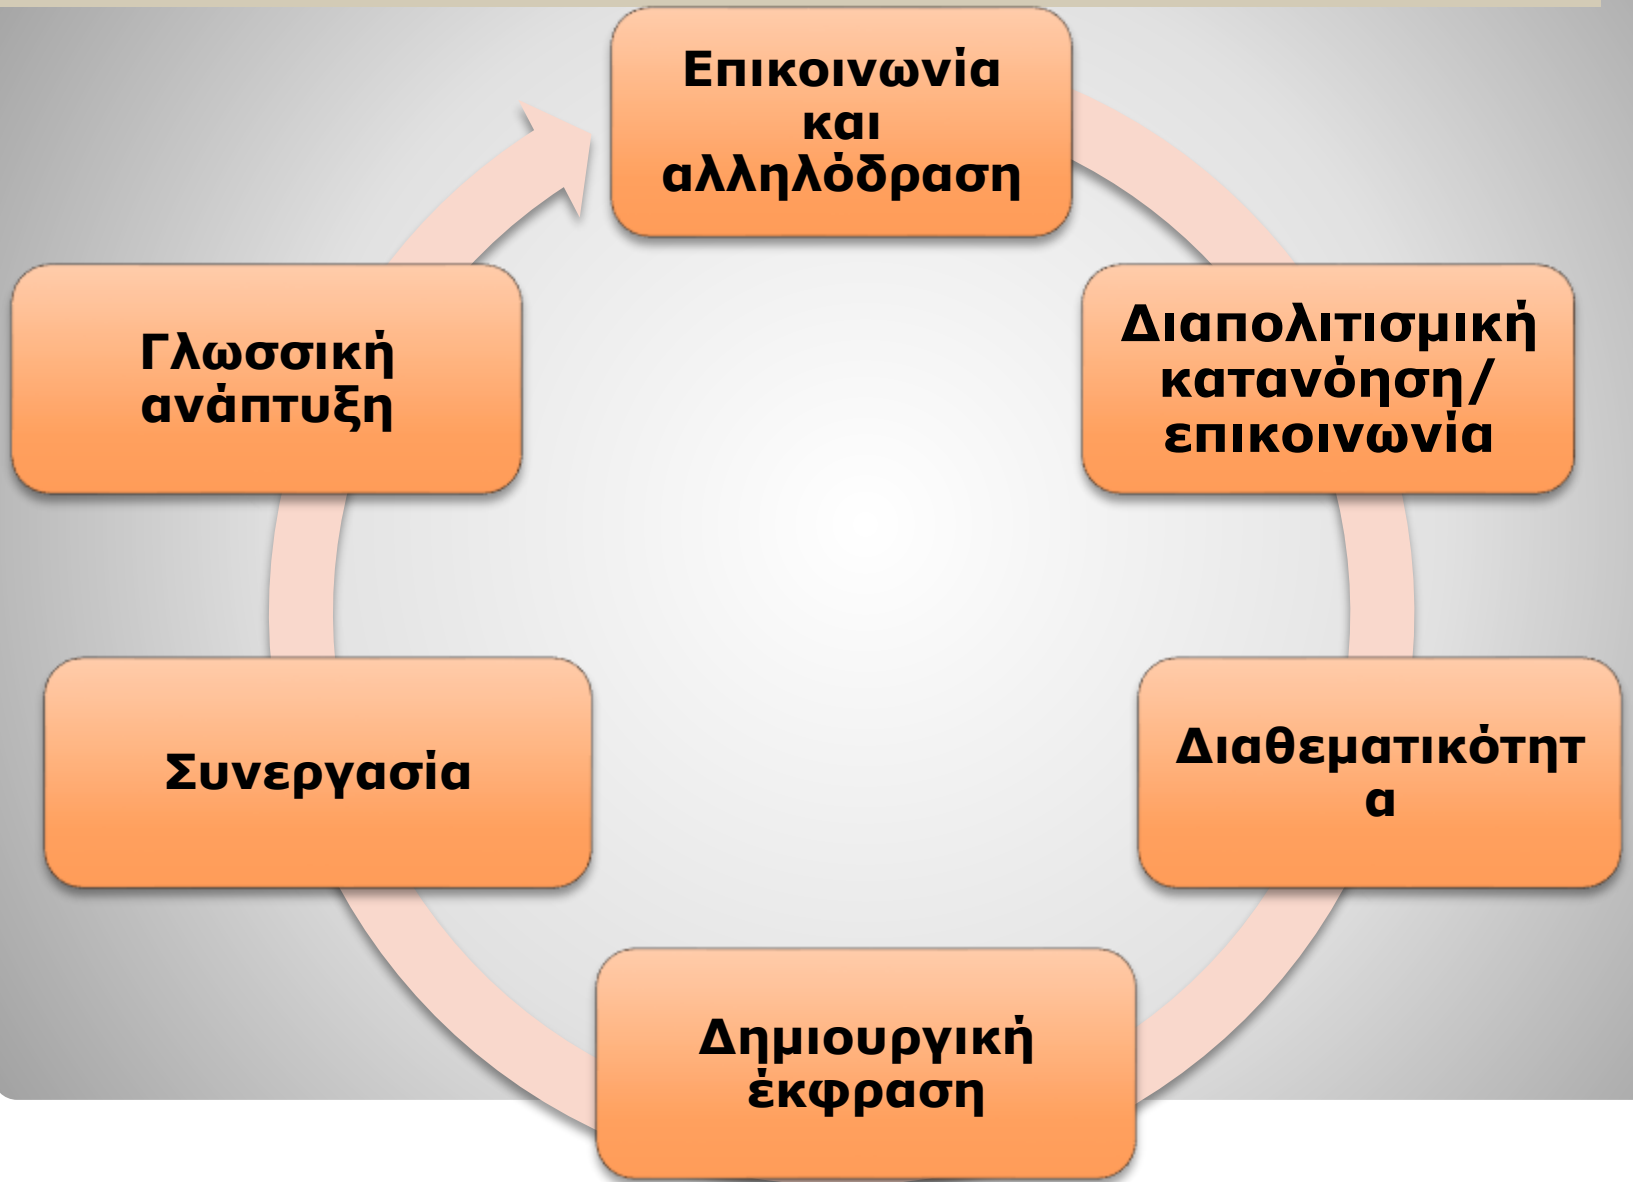 Επικοινωνία
και
αλληλόδραση
Διαπολιτισμική
κατανόηση/
επικοινωνία
Διαθεματικότητ
α
Δημιουργική
έκφραση
Συνεργασία
Γλωσσική
ανάπτυξη